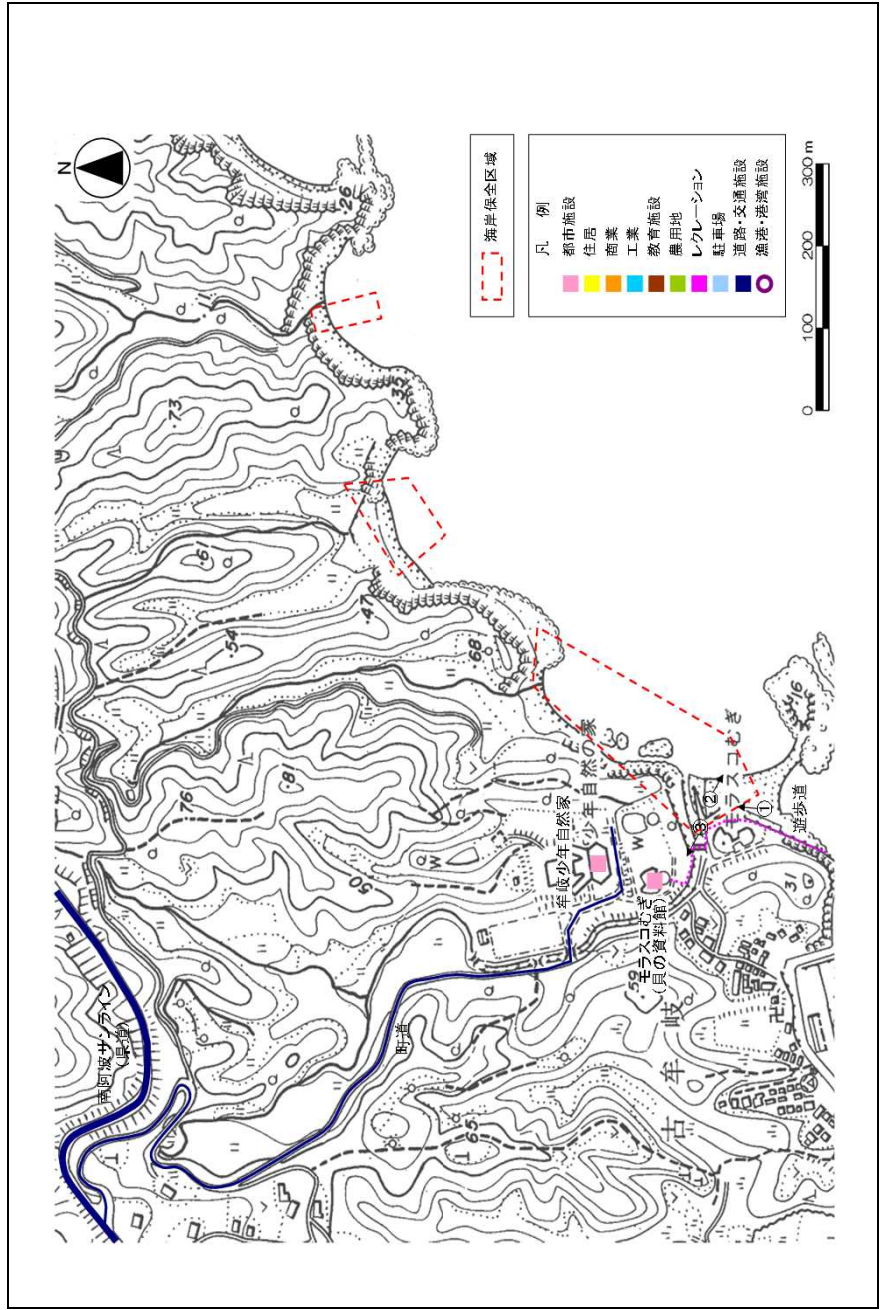 N
海岸保全区域
凡　例
都市施設
住居
商業
工業
教育施設
農用地
レクレーション
駐車場
道路・交通施設
漁港・港湾施設
0 100 200 300 m
南阿波サンライン
(県道)
町道
牟岐少年自然家
少年自然の家
モラスコむぎ
(貝の資料館)
モラスコむぎ
遊歩道
古牟岐
①
②
③
26
73
35
61
54
47
68
76
81
50
59
65
31
16
W
W